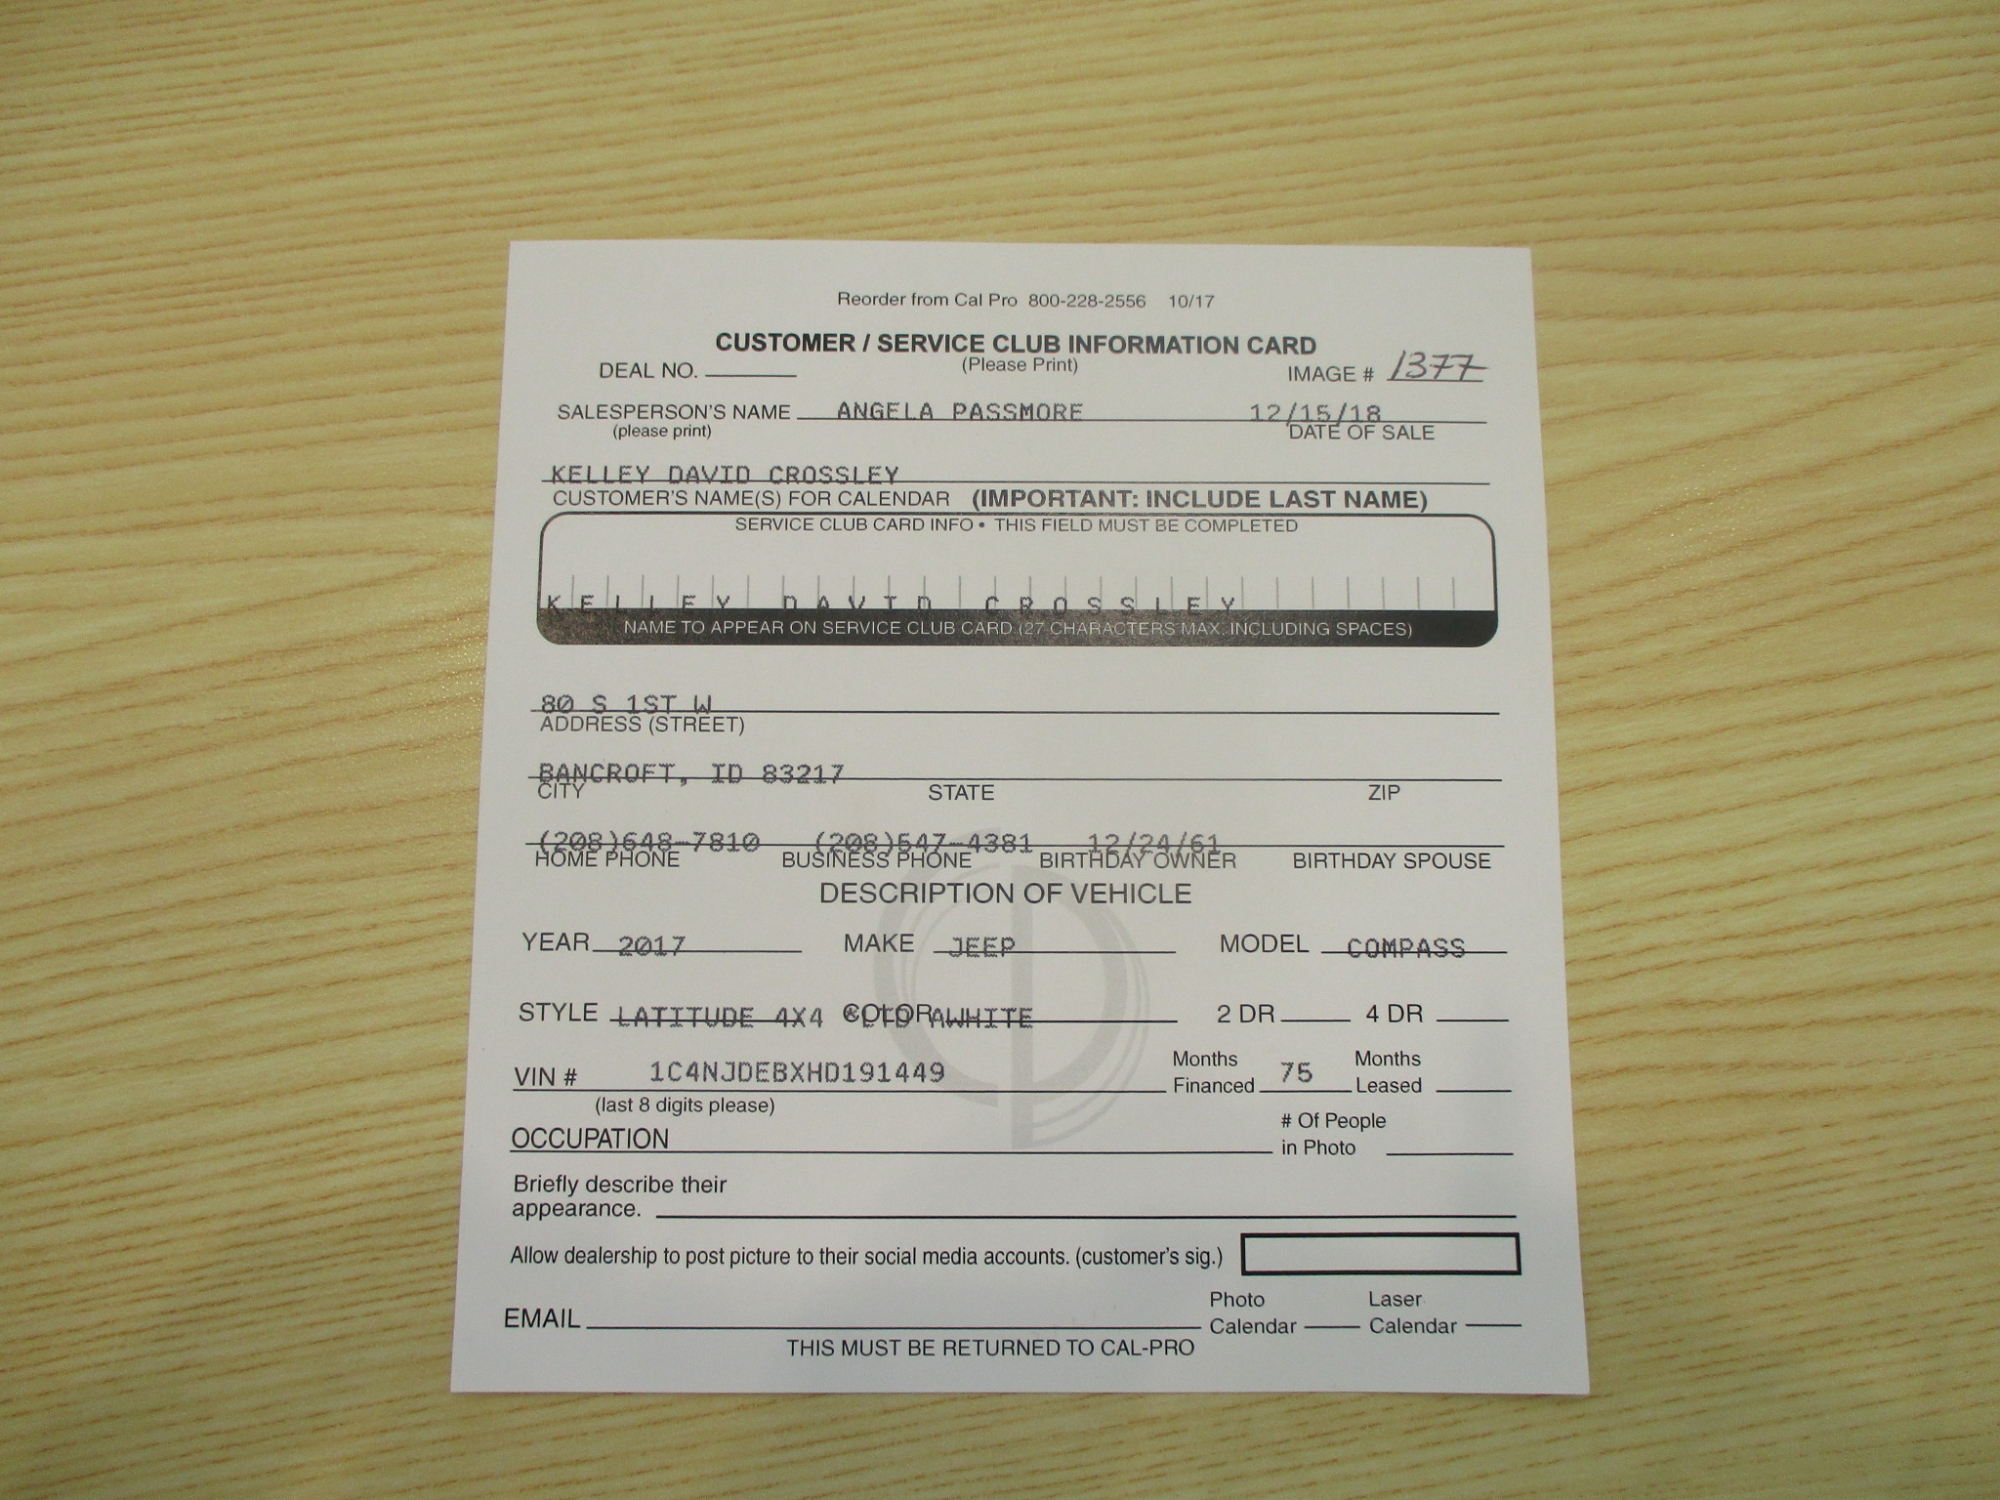 Reorder from Cal Pro 800-228-2556 10/17
CUSTOMER / SERVICE CLUB INFORMATION CARD
DEAL NO. (Please Print) IMAGE # 1377
SALESPERSON'S NAME ANGELA PASSMORE 12/15/18
(please print) DATE OF SALE
KELLEY DAVID CROSSLEY
CUSTOMER'S NAME(S) FOR CALENDAR (IMPORTANT: INCLUDE LAST NAME)
SERVICE CLUB CARD INFO • THIS FIELD MUST BE COMPLETED
KELLEY DAVID CROSSLEY
NAME TO APPEAR ON SERVICE CLUB CARD (27 CHARACTERS MAX. INCLUDING SPACES)
80 S 1ST W
ADDRESS (STREET)
BANCROFT, ID 83217
CITY STATE ZIP
(208)648-7810 (208)547-4381 12/24/61
HOME PHONE BUSINESS PHONE BIRTHDAY OWNER BIRTHDAY SPOUSE
DESCRIPTION OF VEHICLE
YEAR 2017 MAKE JEEP MODEL COMPASS
STYLE LATITUDE 4X4 COLOR WHITE 2 DR 4 DR
VIN # 1C4NJDEBXHD191449 Months Financed 75 Months Leased
(last 8 digits please)
OCCUPATION # Of People in Photo
Briefly describe their
appearance.
Allow dealership to post picture to their social media accounts. (customer's sig.)
EMAIL Photo Calendar Laser Calendar
THIS MUST BE RETURNED TO CAL-PRO